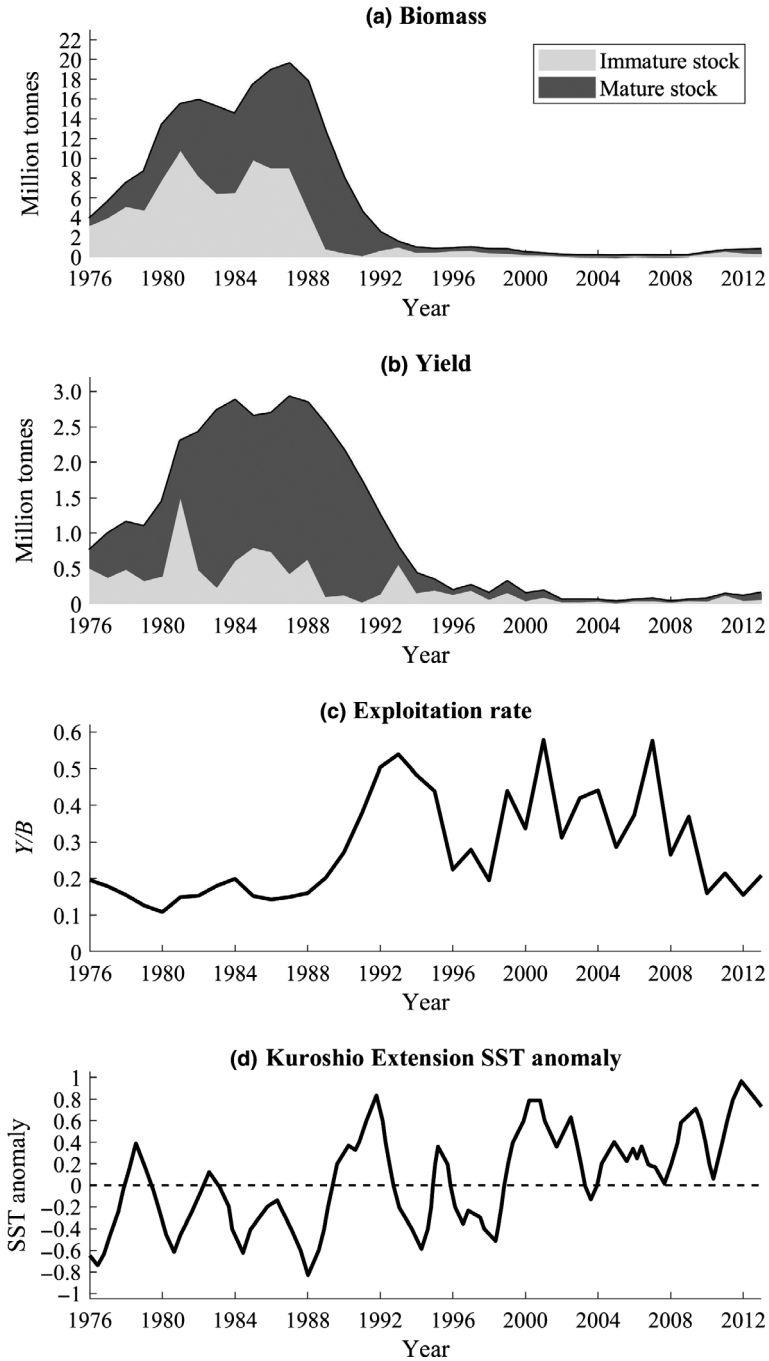 (a) Biomass
22
20
18
16
14
12
10
8
6
4
2
0
Million tonnes
Immature stock
Mature stock
1976 1980 1984 1988 1992 1996 2000 2004 2008 2012
Year
(b) Yield
3.0
2.5
2.0
1.5
1.0
0.5
0
Million tonnes
1976 1980 1984 1988 1992 1996 2000 2004 2008 2012
Year
(c) Exploitation rate
0.6
0.5
0.4
0.3
0.2
0.1
0
Y/B
1976 1980 1984 1988 1992 1996 2000 2004 2008 2012
Year
(d) Kuroshio Extension SST anomaly
1
0.8
0.6
0.4
0.2
0
−0.2
−0.4
−0.6
−0.8
−1
SST anomaly
1976 1980 1984 1988 1992 1996 2000 2004 2008 2012
Year